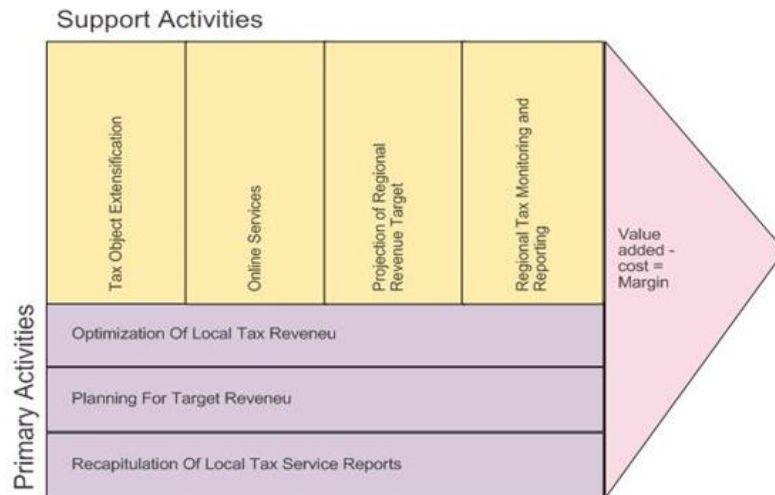 Support Activities
Tax Object Extensification
Online Services
Projection of Regional
Revenue Target
Regional Tax Monitoring and
Reporting
Value
added -
cost =
Margin
Primary Activities
Optimization Of Local Tax Reveneu
Planning For Target Reveneu
Recapitulation Of Local Tax Service Reports